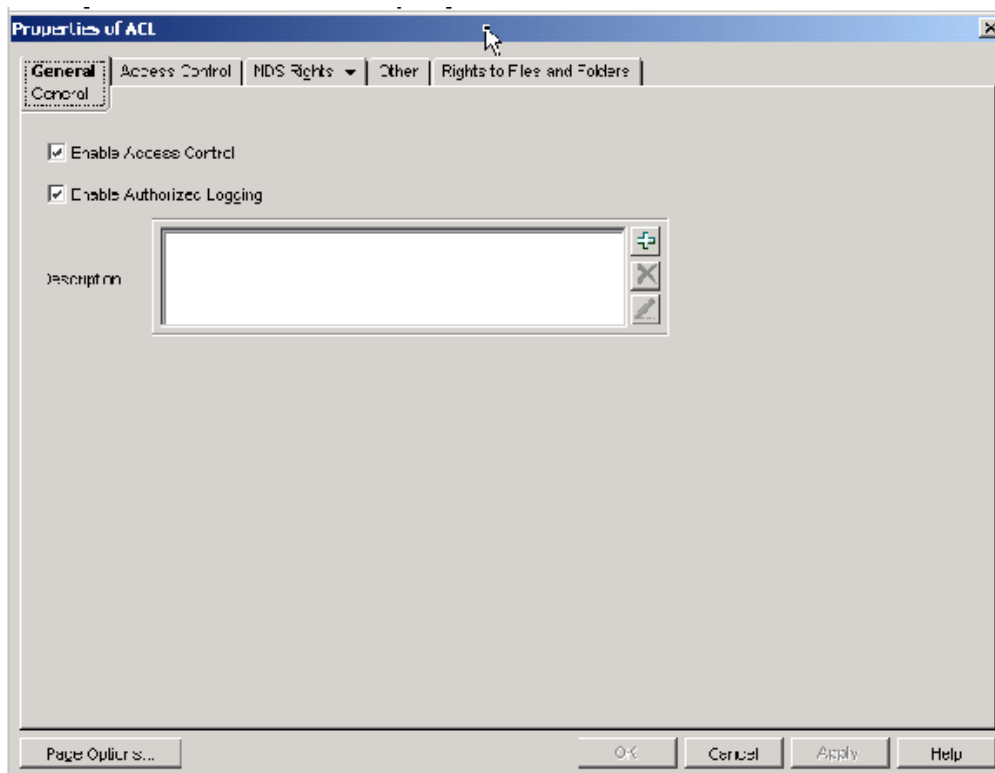 Properties of ACL
General
Access Control
NDS Rights
Other
Rights to Files and Folders
General
Enable Access Control
Enable Authorized Logging
Description
Page Options...
OK
Cancel
Apply
Help